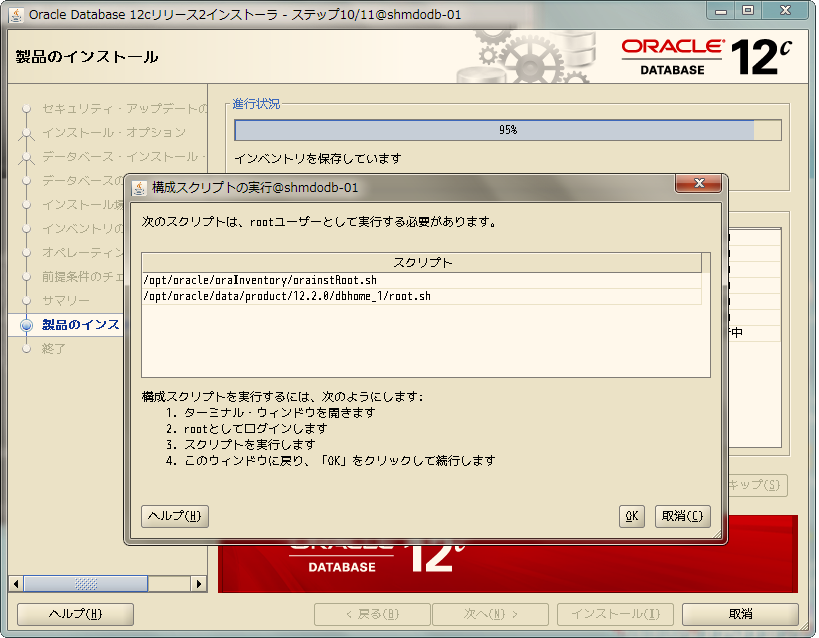 Oracle Database 12cリリース2インストーラ - ステップ10/11@shmdodb-01
製品のインストール
ORACLE
DATABASE
12c
セキュリティ・アップデートの
インストール・オプション
データベース・インストール・
データベースの
インストール
インベントリの
オペレーティン
前提条件のチェ
サマリー
製品のインス
終了
進行状況
95%
インベントリを保存しています
中
構成スクリプトの実行@shmdodb-01
次のスクリプトは、rootユーザーとして実行する必要があります。
スクリプト
/opt/oracle/oraInventory/orainstRoot.sh
/opt/oracle/data/product/12.2.0/dbhome_1/root.sh
構成スクリプトを実行するには、次のようにします:
1. ターミナル・ウィンドウを開きます
2. rootとしてログインします
3. スクリプトを実行します
4. このウィンドウに戻り、「OK」をクリックして続行します
ヘルプ(H)
OK
取消(C)
キップ(S)
ORACLE
DATABASE
12c
ヘルプ(H)
< 戻る(B)
次へ(N) >
インストール(I)
取消